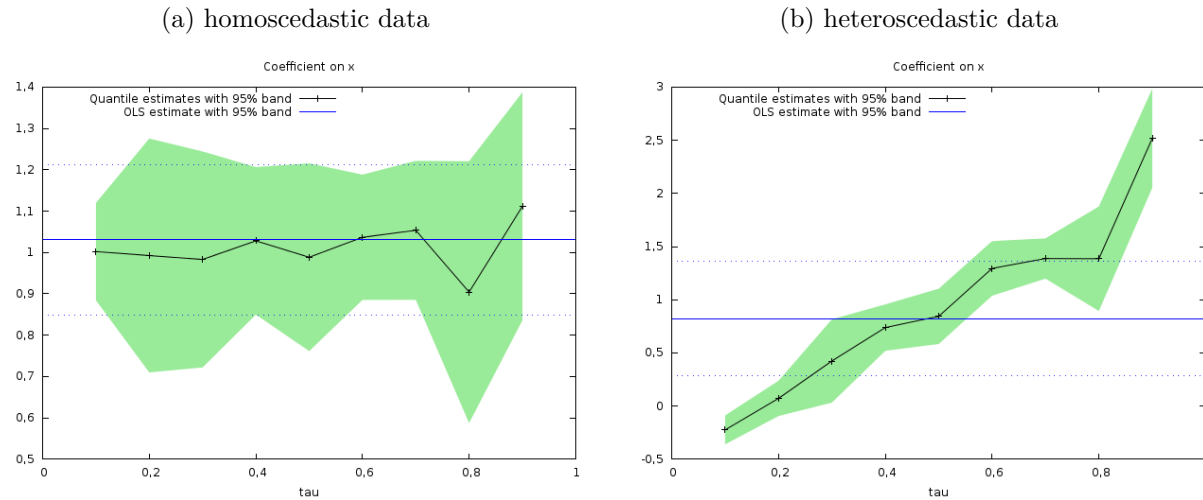 (a) homoscedastic data
Coefficient on x
Quantile estimates with 95% band
OLS estimate with 95% band
1,4
1,3
1,2
1,1
1
0,9
0,8
0,7
0,6
0,5
0
0,2
0,4
0,6
0,8
1
tau
(b) heteroscedastic data
Coefficient on x
Quantile estimates with 95% band
OLS estimate with 95% band
3
2,5
2
1,5
1
0,5
0
-0,5
0
0,2
0,4
0,6
0,8
tau